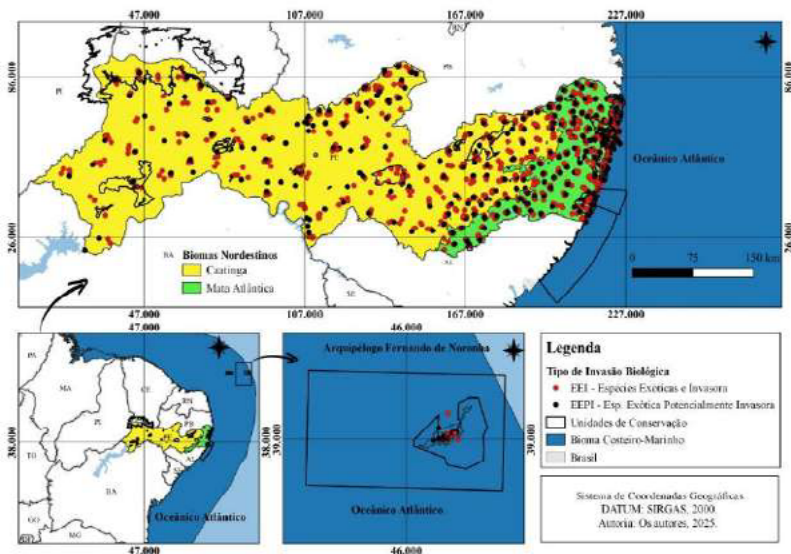 47.000
107.000
167.000
227.000
86.000
86.000
PI
PB
PE
Oceânico Atlântico
26.000
26.000
BA
Biomas Nordestinos
Caatinga
Mata Atlântica
AL
SE
0
75
150 km
47.000
107.000
167.000
227.000
47.000
46.000
PA
MA
CE
RN
PI
PB
TO
AL
BA
GO
MG
38.000
38.000
Oceânico Atlântico
47.000
Arquipélogo Fernando de Noronha
39.000
39.000
Oceânico Atlântico
46.000
Legenda
Tipo de Invasão Biológica
EEI - Espécies Exóticas e Invasora
EEPI - Esp. Exótica Potencialmente Invasora
Unidades de Conservação
Bioma Costeiro-Marinho
Brasil
Sistema de Coordenadas Geográficas
DATUM: SIRGAS, 2000.
Autoria: Os autores, 2025.